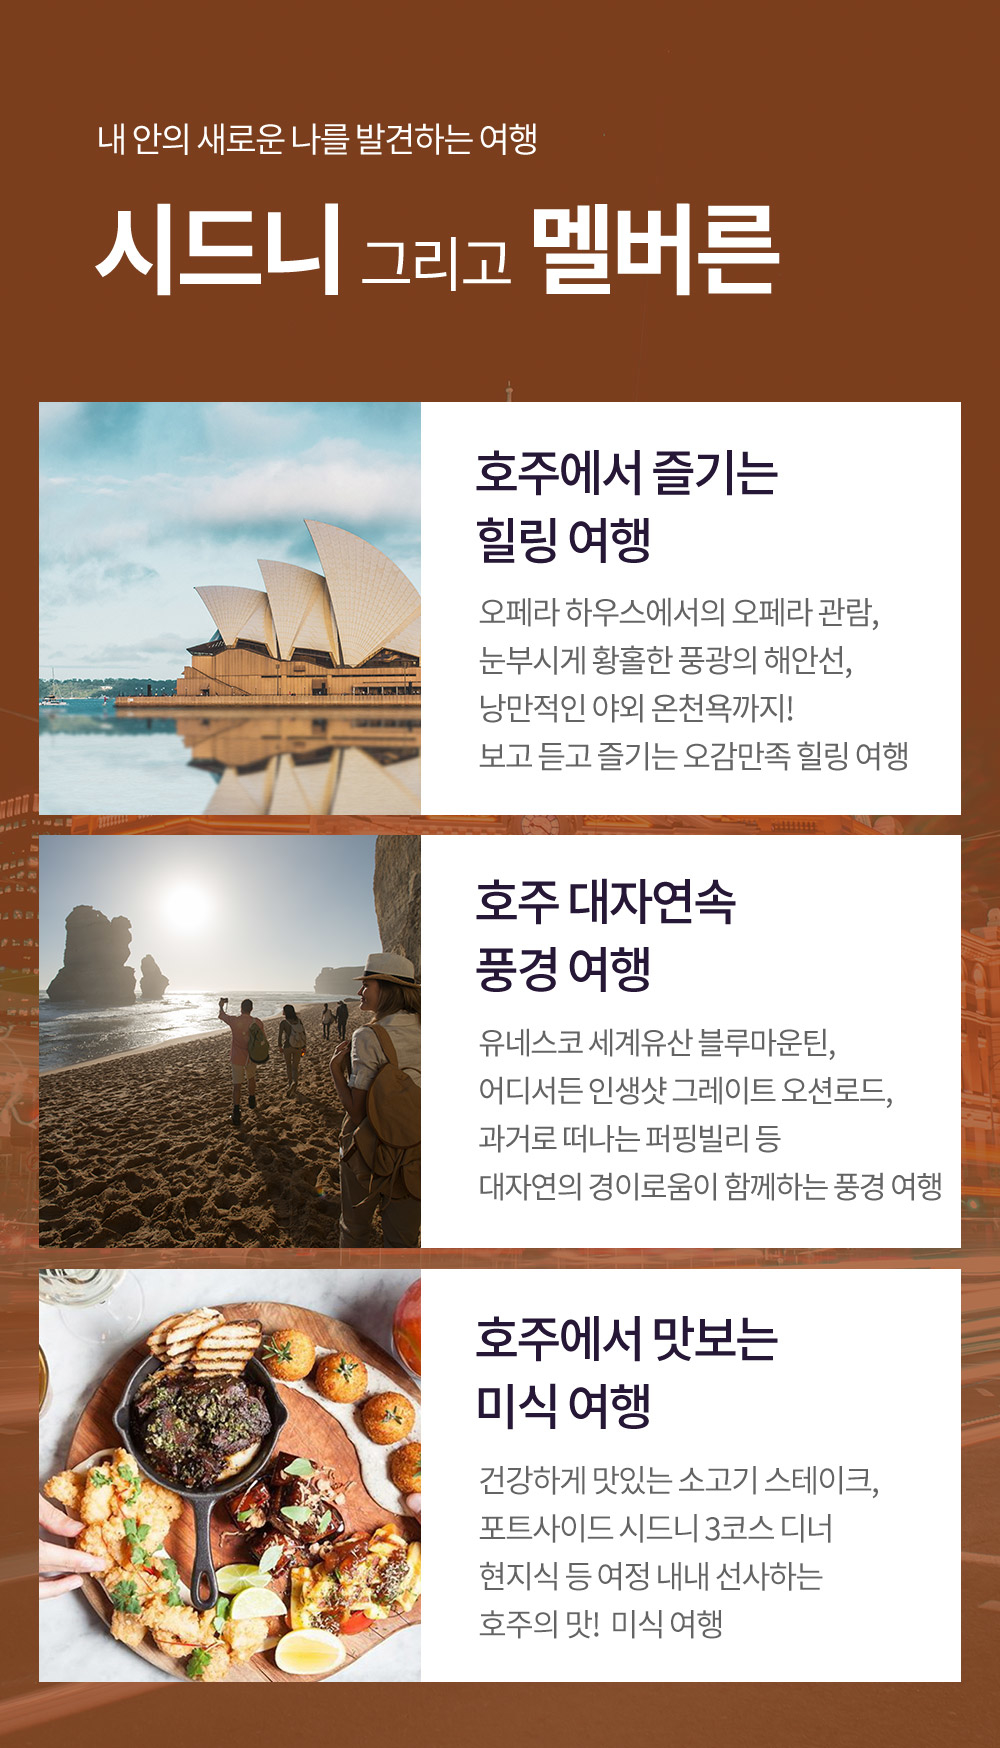 내 안의 새로운 나를 발견하는 여행
시드니 그리고 멜버른
호주에서 즐기는
힐링 여행
오페라 하우스에서의 오페라 관람,
눈부시게 황홀한 풍광의 해안선,
낭만적인 야외 온천욕까지!
보고 듣고 즐기는 오감만족 힐링 여행
호주 대자연속
풍경 여행
유네스코 세계유산 블루마운틴,
어디서든 인생샷 그레이트 오션로드,
과거로 떠나는 퍼핑빌리 등
대자연의 경이로움이 함께하는 풍경 여행
호주에서 맛보는
미식 여행
건강하게 맛있는 소고기 스테이크,
포트사이드 시드니 3코스 디너
현지식 등 여정 내내 선사하는
호주의 맛! 미식 여행